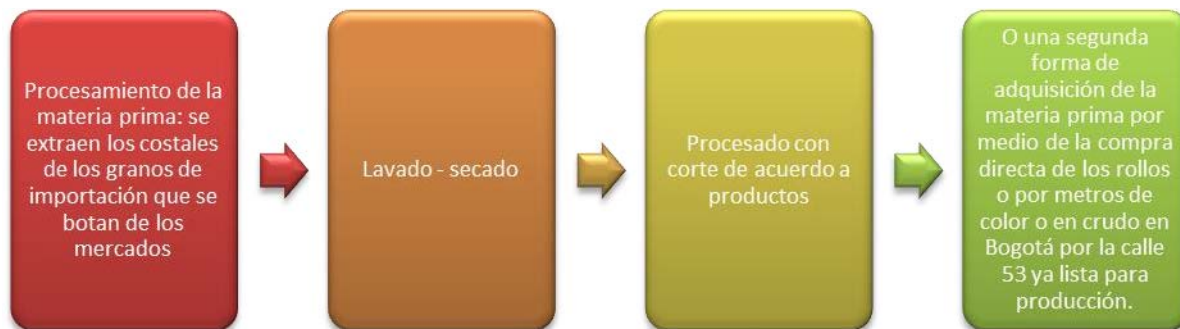 Procesamiento de la
materia prima: se
extraen los costales
de los granos de
importación que se
botan de los
mercados
Lavado - secado
Procesado con
corte de acuerdo a
productos
O una segunda
forma de
adquisición de la
materia prima por
medio de la compra
directa de los rollos
o por metros de
color o en crudo en
Bogotá por la calle
53 ya lista para
producción.